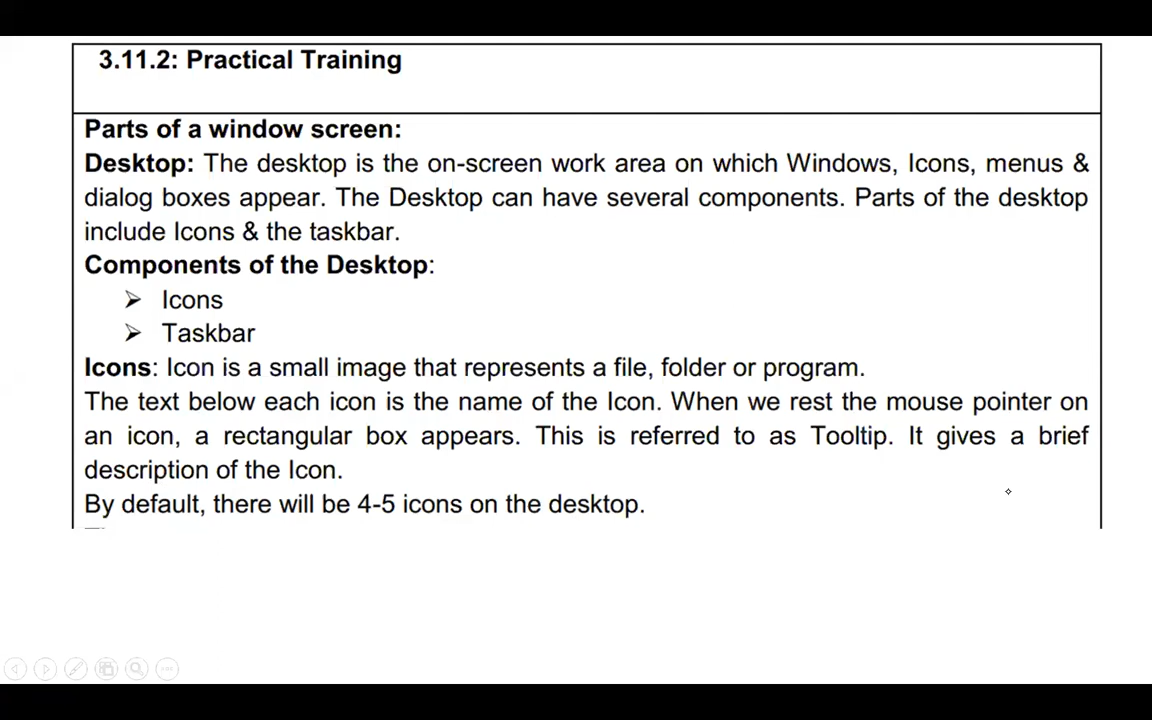 3.11.2: Practical Training
Parts of a window screen:
Desktop: The desktop is the on-screen work area on which Windows, Icons, menus &
dialog boxes appear. The Desktop can have several components. Parts of the desktop
include Icons & the taskbar.
Components of the Desktop:
➢ Icons
➢ Taskbar
Icons: Icon is a small image that represents a file, folder or program.
The text below each icon is the name of the Icon. When we rest the mouse pointer on
an icon, a rectangular box appears. This is referred to as Tooltip. It gives a brief
description of the Icon.
By default, there will be 4-5 icons on the desktop.